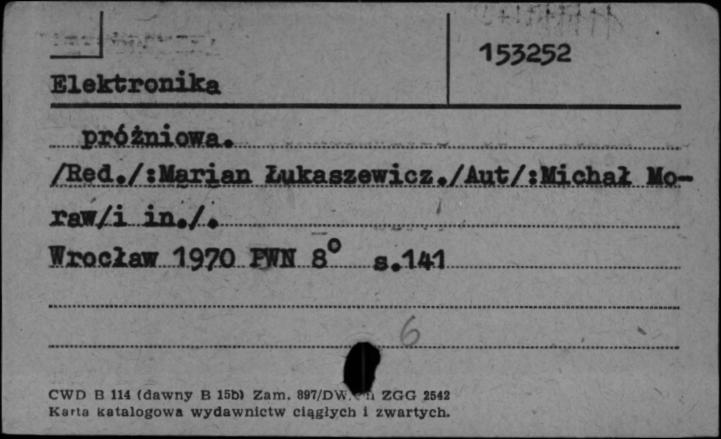 153252
Elektronika
próżniowa.
/Red./:Marian Łukaszewicz./Aut/:Michał Mo-
raw/i in./.
Wrocław 1970 PWN 8° s.141
6
CWD B 114 (dawny B 15b) Zam. 897/DW. ZGG 2542
Karta katalogowa wydawnictw ciągłych i zwartych.